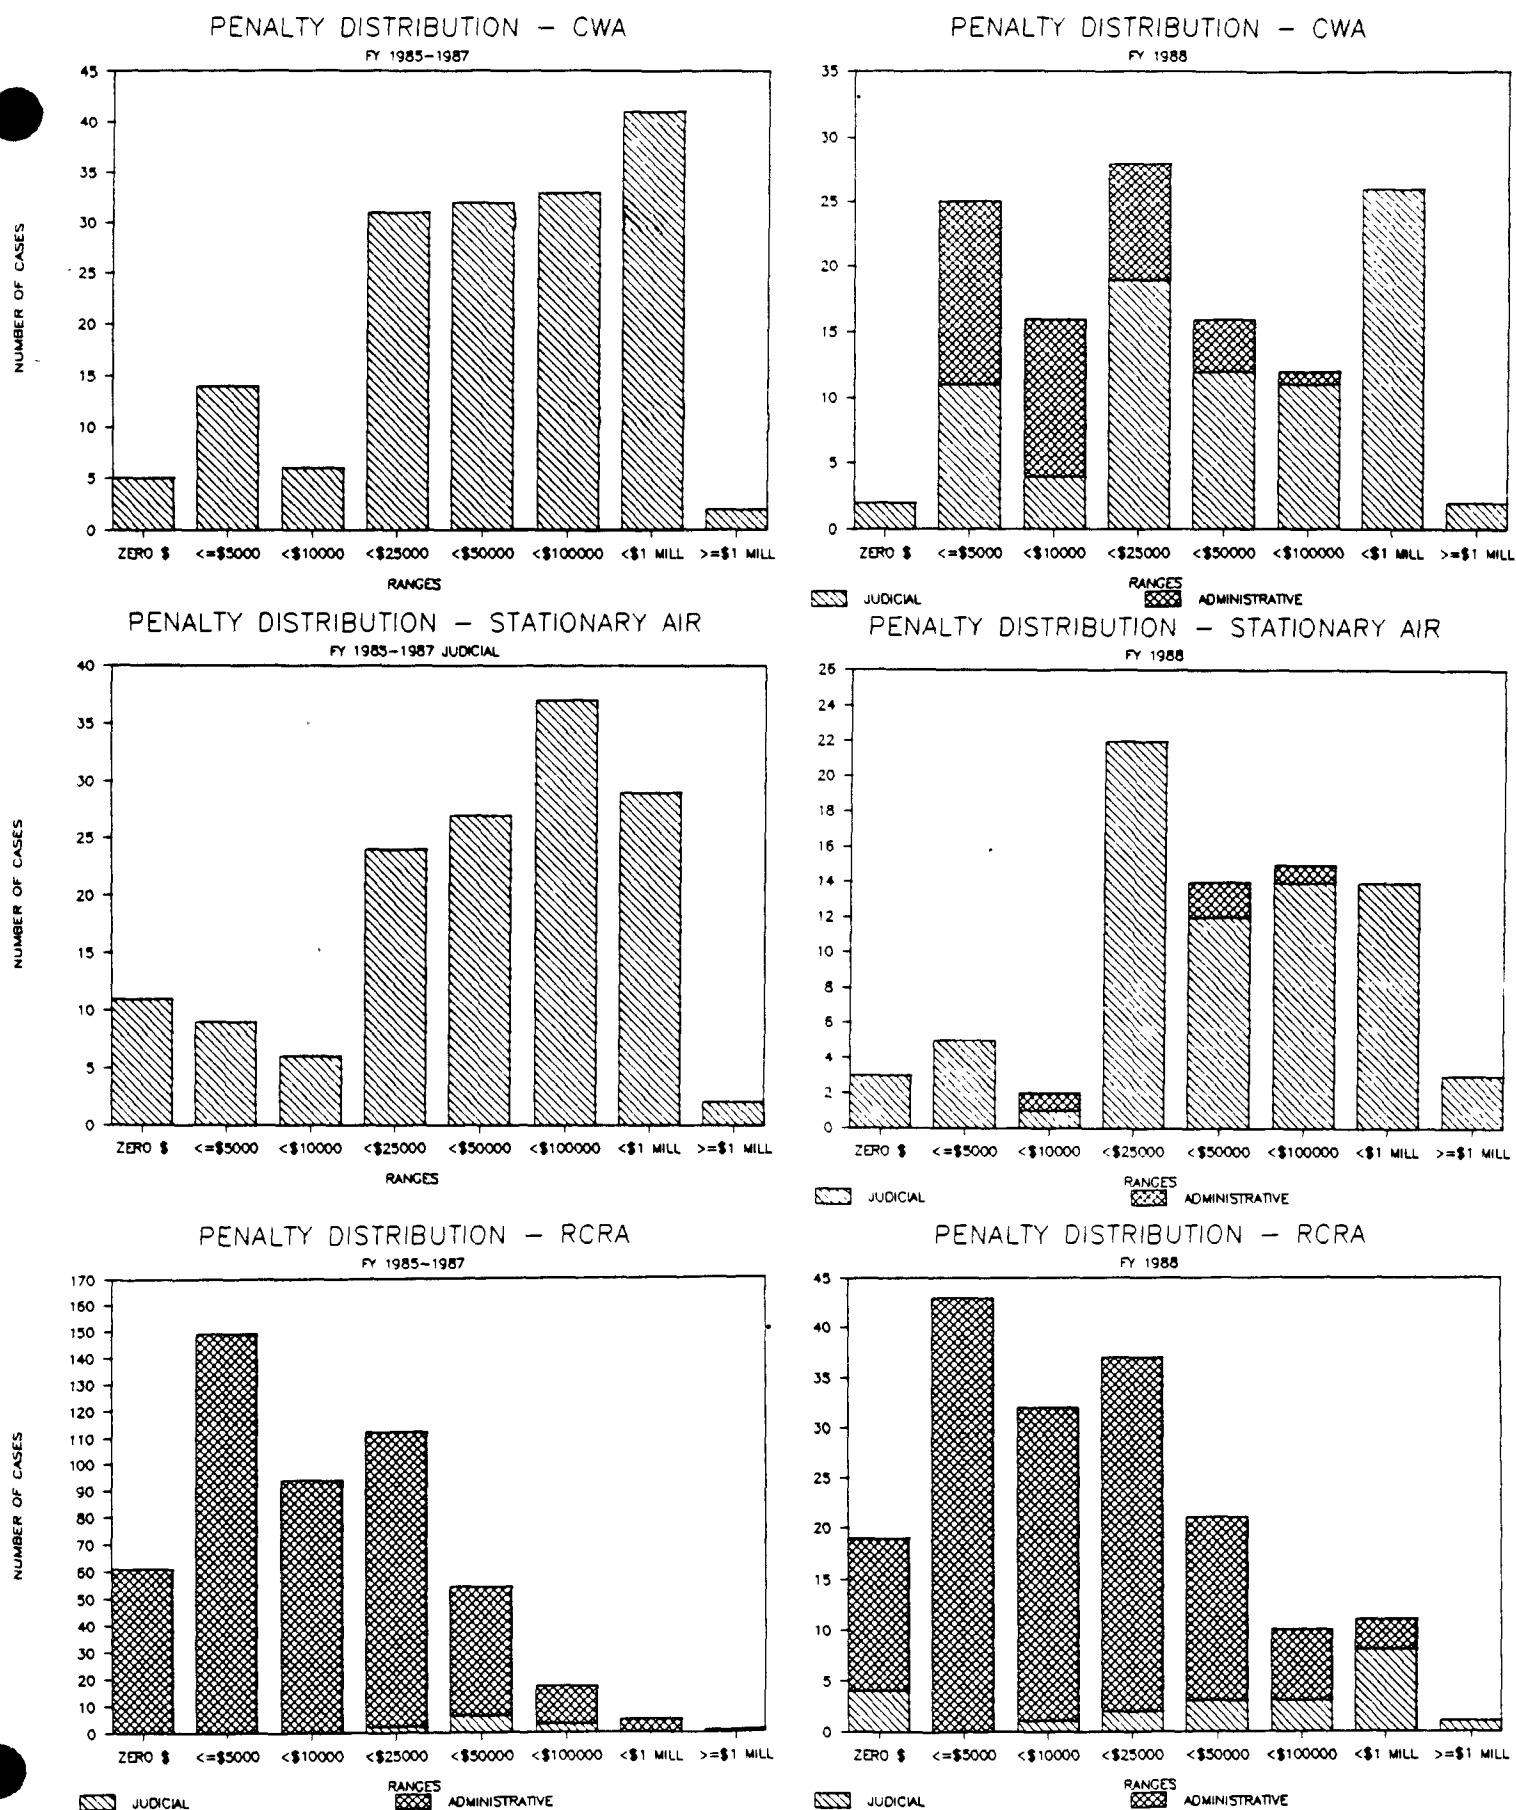 PENALTY DISTRIBUTION – CWA
FY 1985–1987
NUMBER OF CASES
45
40
35
30
25
20
15
10
5
0
ZERO $ <=$5000 <$10000 <$25000 <$50000 <$100000 <$1 MILL >=$1 MILL
RANGES
PENALTY DISTRIBUTION – CWA
FY 1988
35
30
25
20
15
10
5
0
ZERO $ <=$5000 <$10000 <$25000 <$50000 <$100000 <$1 MILL >=$1 MILL
RANGES
JUDICIAL ADMINISTRATIVE
PENALTY DISTRIBUTION – STATIONARY AIR
FY 1985–1987 JUDICIAL
NUMBER OF CASES
40
35
30
25
20
15
10
5
0
ZERO $ <=$5000 <$10000 <$25000 <$50000 <$100000 <$1 MILL >=$1 MILL
RANGES
PENALTY DISTRIBUTION – STATIONARY AIR
FY 1988
26
24
22
20
18
16
14
12
10
8
6
4
2
0
ZERO $ <=$5000 <$10000 <$25000 <$50000 <$100000 <$1 MILL >=$1 MILL
RANGES
JUDICIAL ADMINISTRATIVE
PENALTY DISTRIBUTION – RCRA
FY 1985–1987
NUMBER OF CASES
170
160
150
140
130
120
110
100
90
80
70
60
50
40
30
20
10
0
ZERO $ <=$5000 <$10000 <$25000 <$50000 <$100000 <$1 MILL >=$1 MILL
RANGES
JUDICIAL ADMINISTRATIVE
PENALTY DISTRIBUTION – RCRA
FY 1988
45
40
35
30
25
20
15
10
5
0
ZERO $ <=$5000 <$10000 <$25000 <$50000 <$100000 <$1 MILL >=$1 MILL
RANGES
JUDICIAL ADMINISTRATIVE